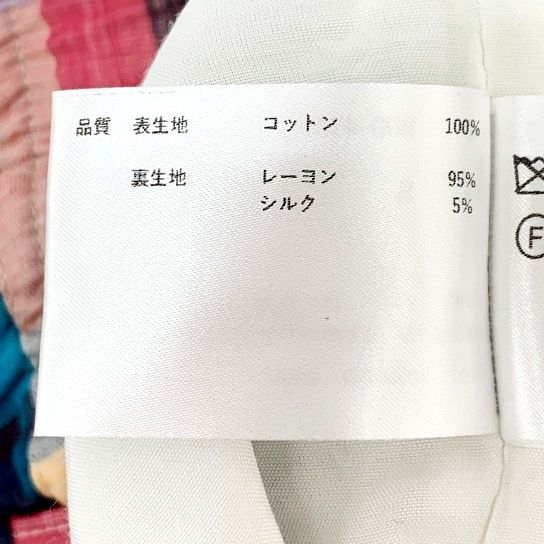 品質 表生地 コットン 100%
裏生地 レーヨン 95%
シルク 5%
F